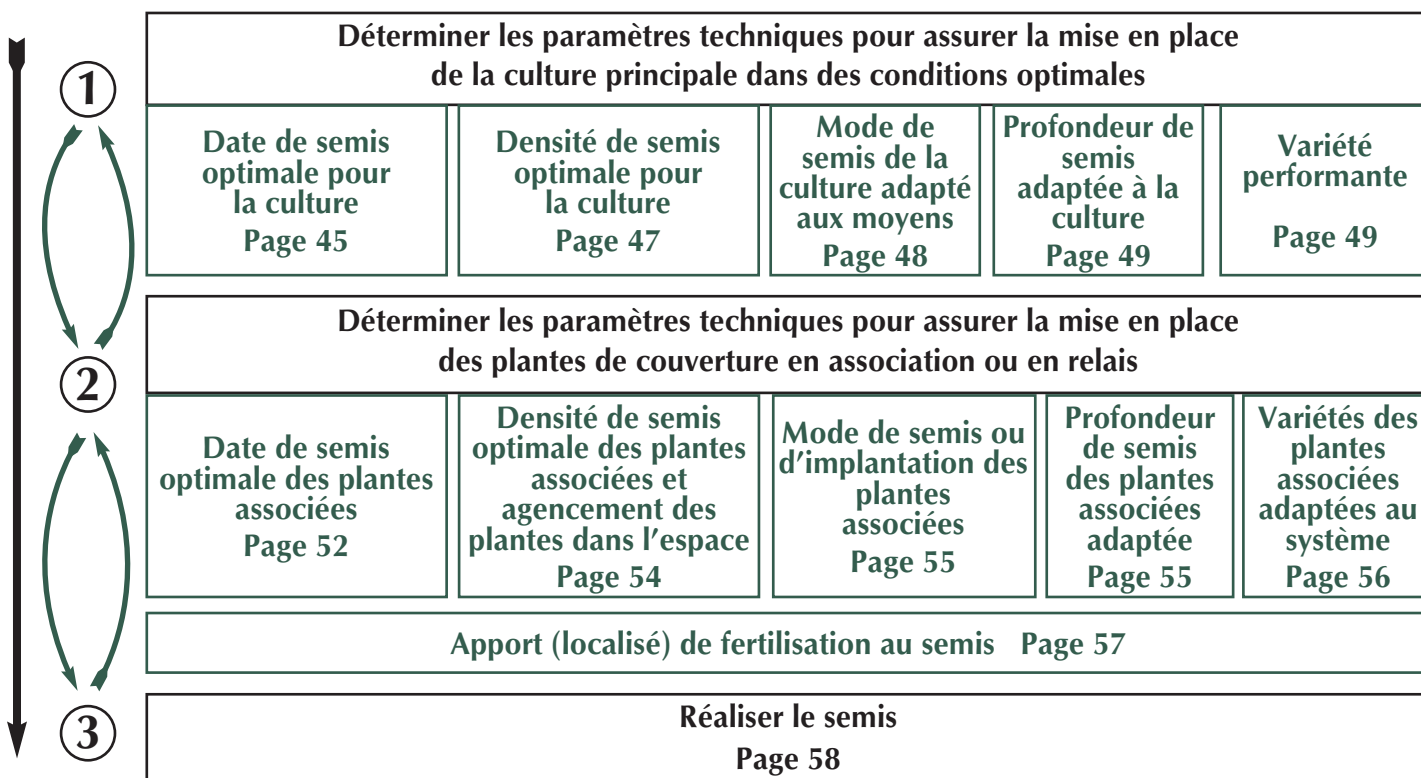 1
Déterminer les paramètres techniques pour assurer la mise en place
de la culture principale dans des conditions optimales
Date de semis
optimale pour
la culture
Page 45
Densité de semis
optimale pour
la culture
Page 47
Mode de
semis de la
culture adapté
aux moyens
Page 48
Profondeur de
semis
adaptée à la
culture
Page 49
Variété
performante
Page 49
2
Déterminer les paramètres techniques pour assurer la mise en place
des plantes de couverture en association ou en relais
Date de semis
optimale des plantes
associées
Page 52
Densité de semis
optimale des plantes
associées et
agencement des
plantes dans l'espace
Page 54
Mode de semis ou
d'implantation des
plantes
associées
Page 55
Profondeur
de semis
des plantes
associées
adaptée
Page 55
Variétés des
plantes
associées
adaptées au
système
Page 56
Apport (localisé) de fertilisation au semis Page 57
3
Réaliser le semis
Page 58